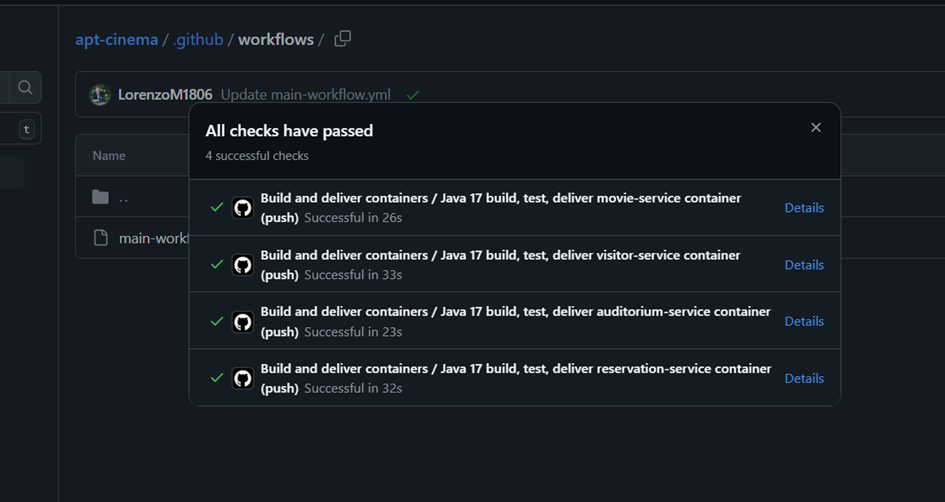 apt-cinema / .github / workflows /
LorenzoM1806 Update main-workflow.yml
t
All checks have passed
4 successful checks
Name
Build and deliver containers / Java 17 build, test, deliver movie-service container
(push) Successful in 26s
Details
..
main-workf
Build and deliver containers / Java 17 build, test, deliver visitor-service container
(push) Successful in 33s
Details
Build and deliver containers / Java 17 build, test, deliver auditorium-service container
(push) Successful in 23s
Details
Build and deliver containers / Java 17 build, test, deliver reservation-service container
(push) Successful in 32s
Details